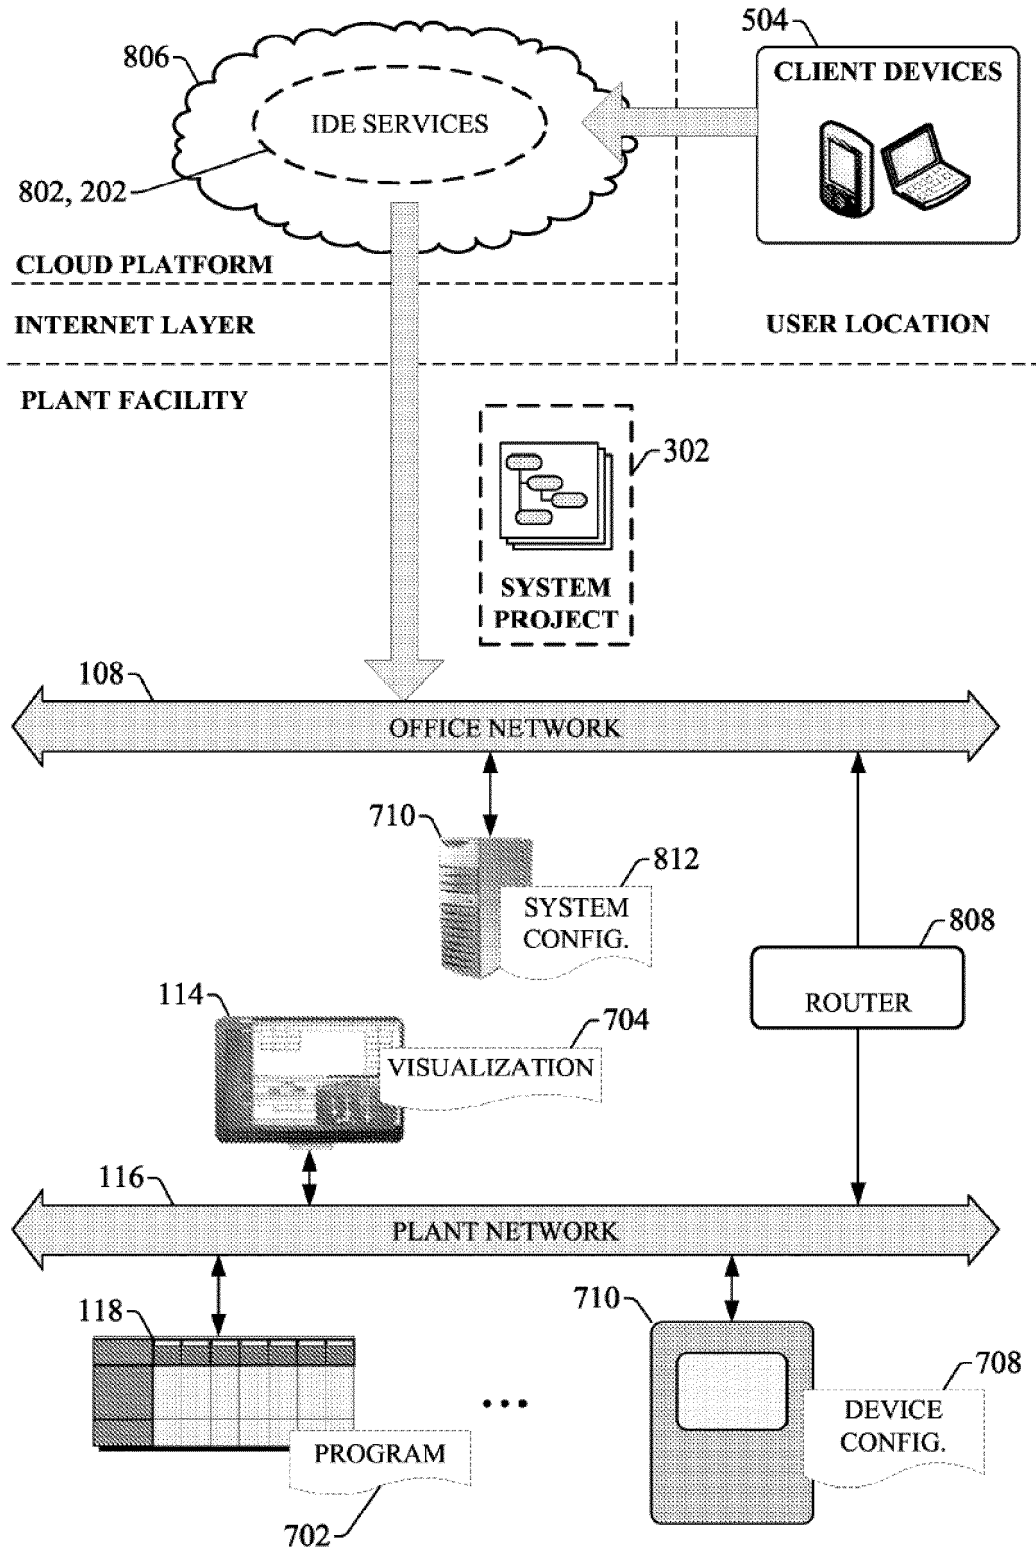 806
504
CLIENT DEVICES
IDE SERVICES
802, 202
CLOUD PLATFORM
INTERNET LAYER
USER LOCATION
PLANT FACILITY
302
SYSTEM
PROJECT
108
OFFICE NETWORK
710
812
SYSTEM
CONFIG.
808
ROUTER
114
704
VISUALIZATION
116
PLANT NETWORK
118
710
708
DEVICE
CONFIG.
...
PROGRAM
702